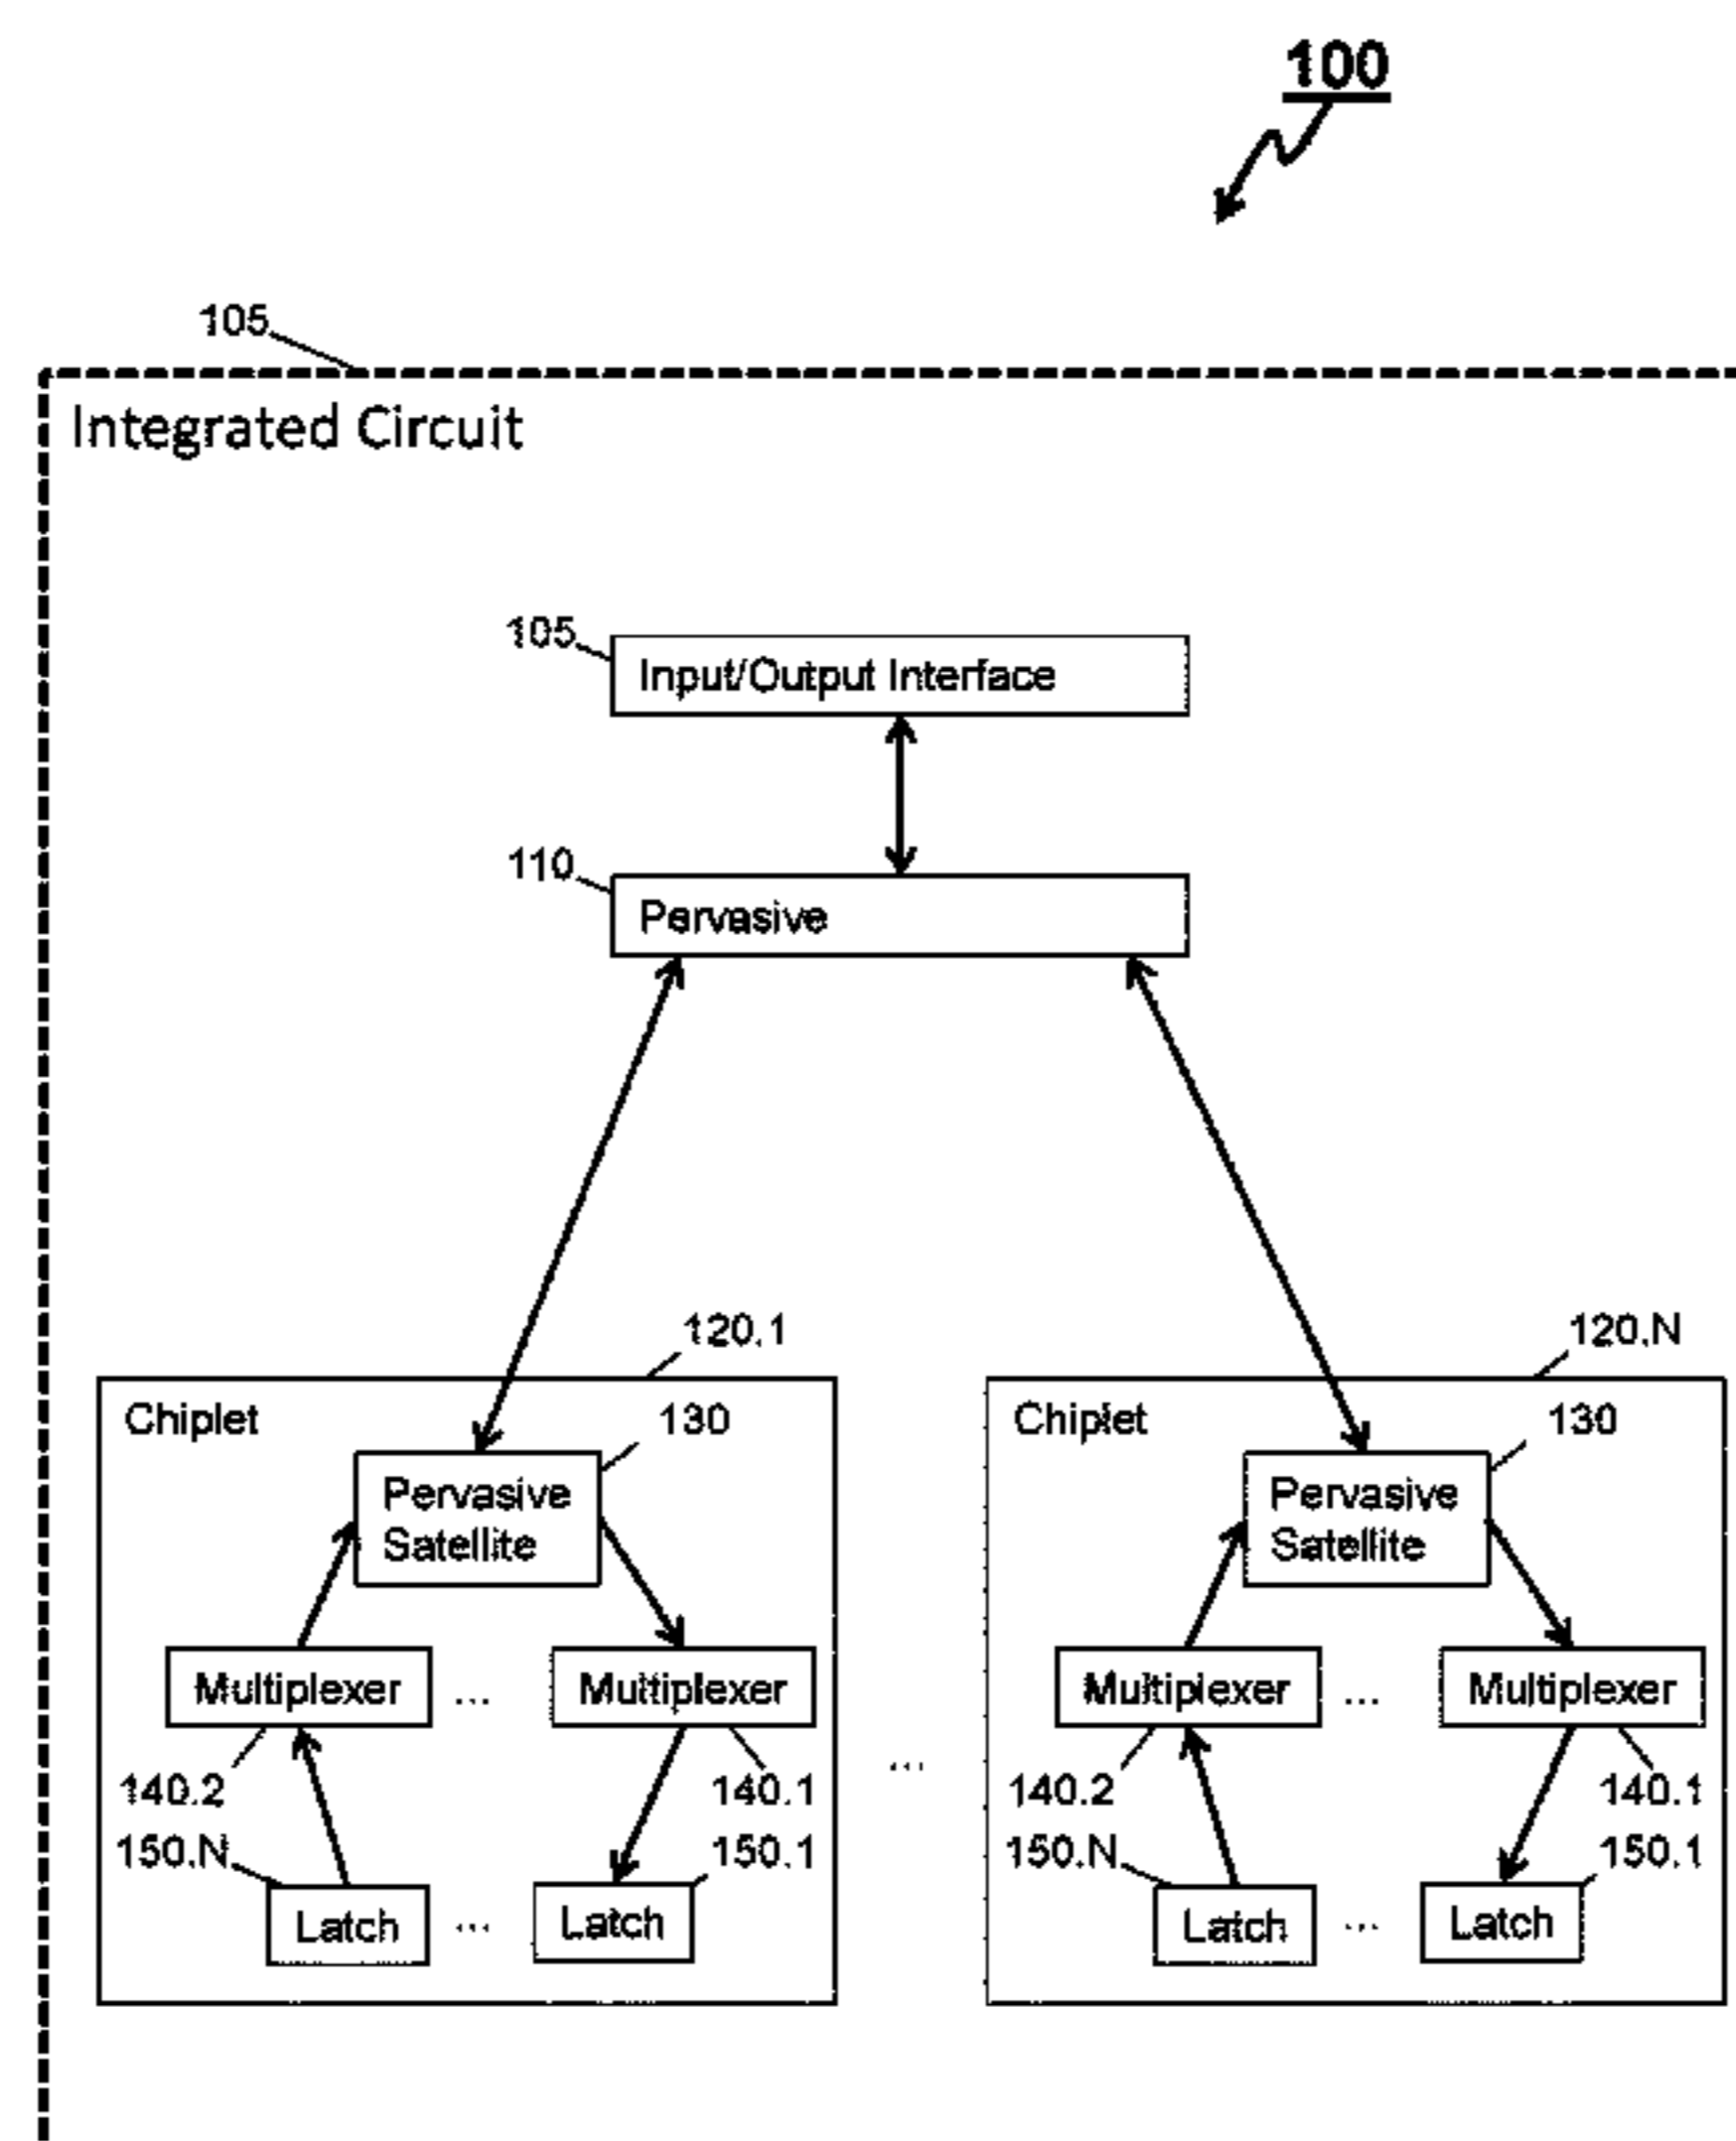 100
105
Integrated Circuit
105
Input/Output Interface
110
Pervasive
120.1
120.N
Chiplet
130
Chiplet
130
Pervasive
Satellite
Pervasive
Satellite
Multiplexer
...
Multiplexer
Multiplexer
...
Multiplexer
140.2
140.1
...
140.2
140.1
150.N
150.1
150.N
150.1
Latch
...
Latch
Latch
...
Latch